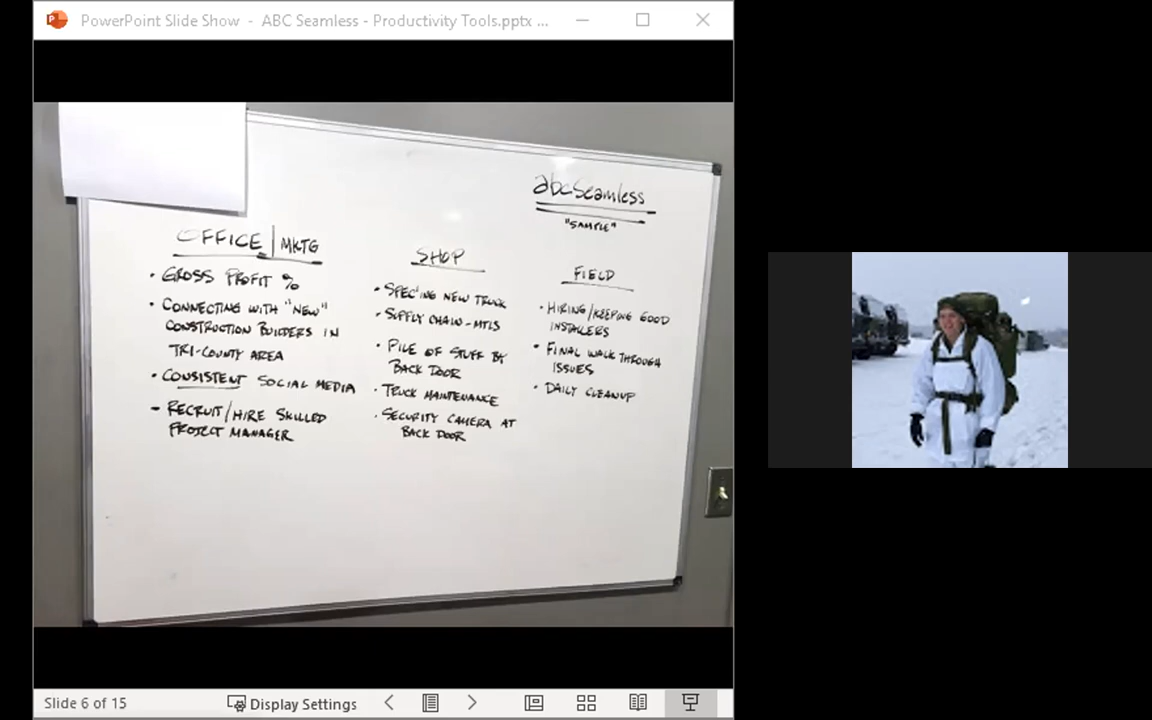 PowerPoint Slide Show - ABC Seamless - Productivity Tools.pptx ...
abcSeamless
"SAMPLE"
OFFICE | MKTG
• GROSS PROFIT %
• CONNECTING WITH "NEW"
CONSTRUCTION BUILDERS IN
TRI-COUNTY AREA
• CONSISTENT SOCIAL MEDIA
- RECRUIT/HIRE SKILLED
PROJECT MANAGER
SHOP
• SPEC'ING NEW TRUCK
• SUPPLY CHAIN-MTLS
• PILE OF STUFF BY
BACK DOOR
• TRUCK MAINTENANCE
• SECURITY CAMERA AT
BACK DOOR
FIELD
• HIRING/KEEPING GOOD
INSTALLERS
• FINAL WALK THROUGH
ISSUES
• DAILY CLEANUP
Slide 6 of 15
Display Settings